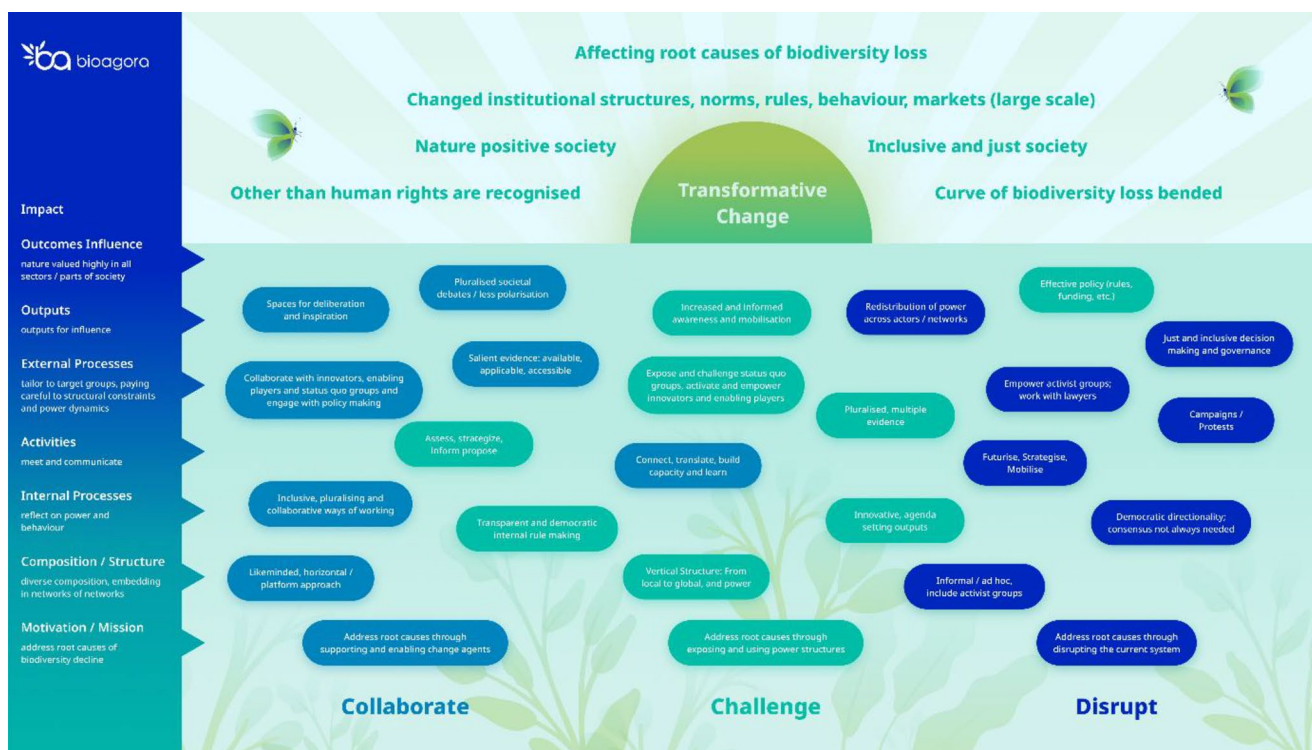 bioagora
Affecting root causes of biodiversity loss
Changed institutional structures, norms, rules, behaviour, markets (large scale)
Nature positive society
Inclusive and just society
Other than human rights are recognised
Transformative
Change
Curve of biodiversity loss bended
Impact
Outcomes Influence
nature valued highly in all
sectors / parts of society
Outputs
outputs for influence
External Processes
tailor to target groups, paying
careful to structural constraints
and power dynamics
Activities
meet and communicate
Internal Processes
reflect on power and
behaviour
Composition / Structure
diverse composition, embedding
in networks of networks
Motivation / Mission
address root causes of
biodiversity decline
Spaces for deliberation
and inspiration
Pluralised societal
debates / less polarisation
Increased and informed
awareness and mobilisation
Redistribution of power
across actors / networks
Effective policy (rules,
funding, etc.)
Just and inclusive decision
making and governance
Collaborate with innovators, enabling
players and status quo groups and
engage with policy making
Salient evidence: available,
applicable, accessible
Expose and challenge status quo
groups, activate and empower
innovators and enabling players
Pluralised, multiple
evidence
Empower activist groups;
work with lawyers
Campaigns /
Protests
Assess, strategize,
inform propose
Connect, translate, build
capacity and learn
Futurise, Strategise,
Mobilise
Inclusive, pluralising and
collaborative ways of working
Transparent and democratic
internal rule making
Innovative, agenda
setting outputs
Democratic directionality;
consensus not always needed
Likeminded, horizontal /
platform approach
Vertical Structure: From
local to global, and power
Informal / ad hoc,
include activist groups
Address root causes through
supporting and enabling change agents
Address root causes through
exposing and using power structures
Address root causes through
disrupting the current system
Collaborate
Challenge
Disrupt